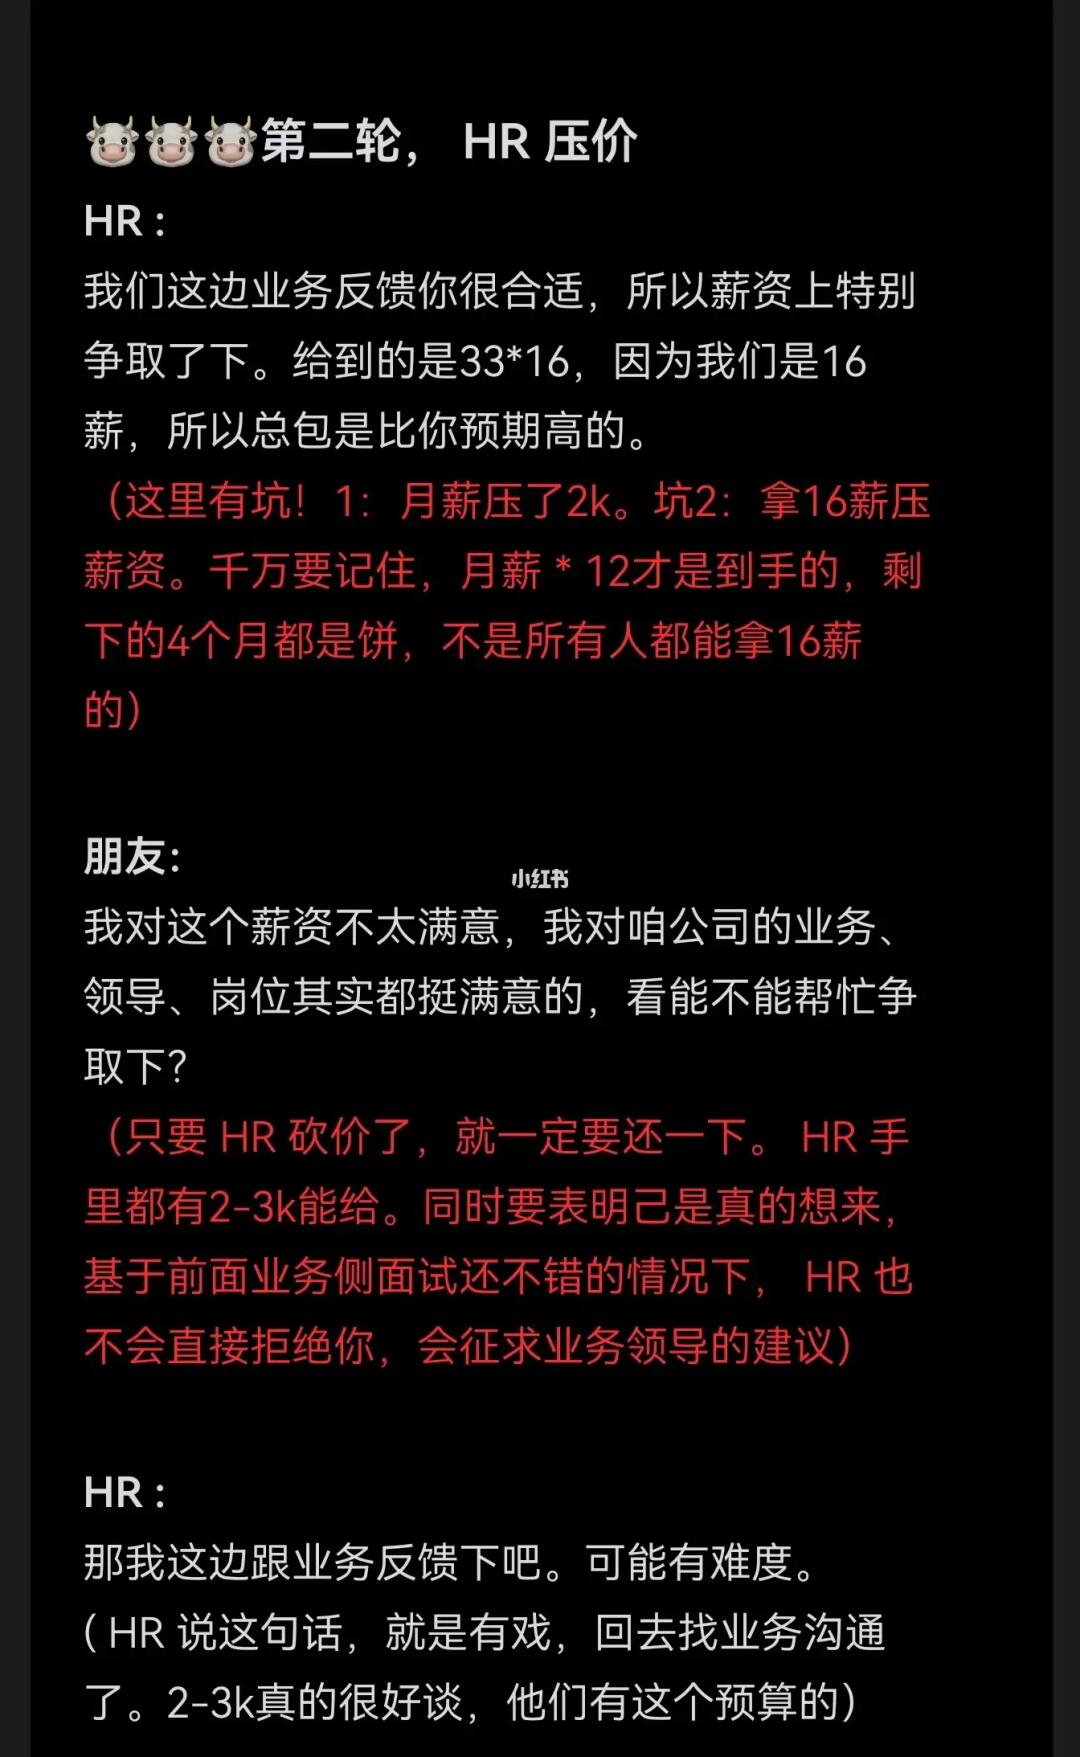 🐮🐮🐮第二轮， HR 压价
HR：
我们这边业务反馈你很合适，所以薪资上特别
争取了下。给到的是33*16，因为我们是16
薪，所以总包是比你预期高的。
（这里有坑！1：月薪压了2k。坑2：拿16薪压
薪资。千万要记住，月薪 * 12才是到手的，剩
下的4个月都是饼，不是所有人都能拿16薪
的）
朋友：
小红书
我对这个薪资不太满意，我对咱公司的业务、
领导、岗位其实都挺满意的，看能不能帮忙争
取下？
（只要 HR 砍价了，就一定要还一下。 HR 手
里都有2-3k能给。同时要表明己是真的想来，
基于前面业务侧面试还不错的情况下， HR 也
不会直接拒绝你，会征求业务领导的建议）
HR：
那我这边跟业务反馈下吧。可能有难度。
( HR 说这句话，就是有戏，回去找业务沟通
了。2-3k真的很好谈，他们有这个预算的）